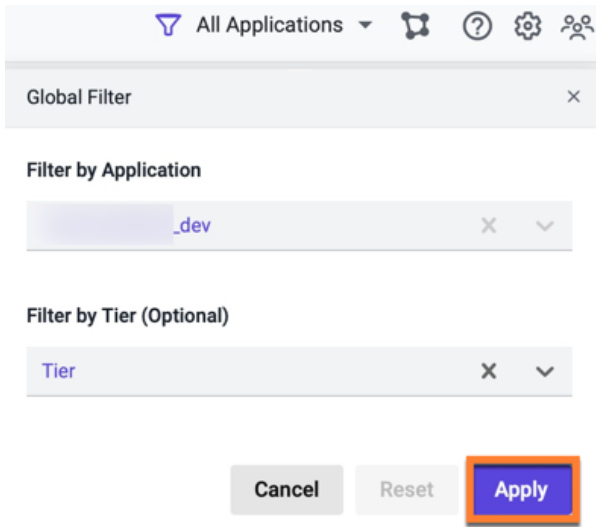 All Applications
Global Filter
Filter by Application
_dev
Filter by Tier (Optional)
Tier
Cancel Reset Apply